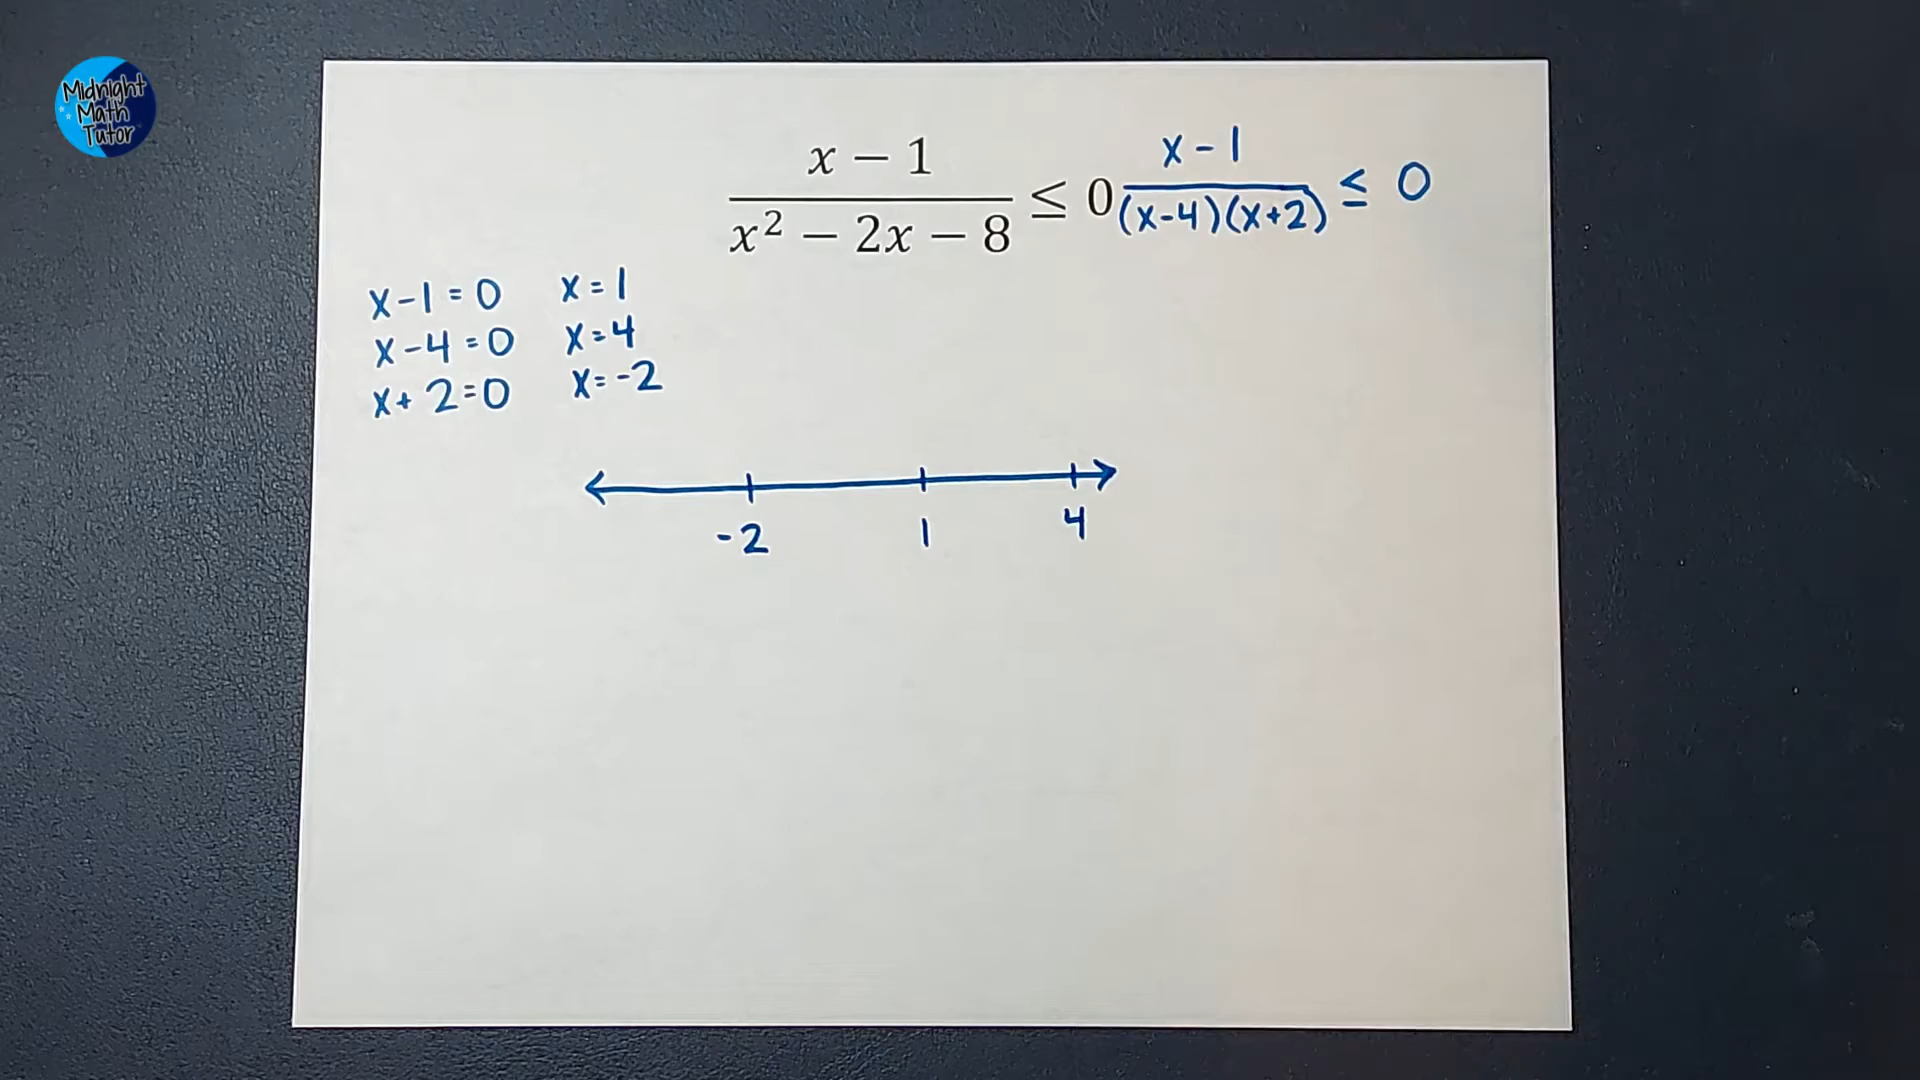 Midnight
Math
Tutor
x − 1
x² − 2x − 8
≤ 0
x - 1
(x-4)(x+2)
≤ 0
x - 1 = 0   x = 1
x - 4 = 0   x = 4
x + 2 = 0   x = -2
-2   1   4